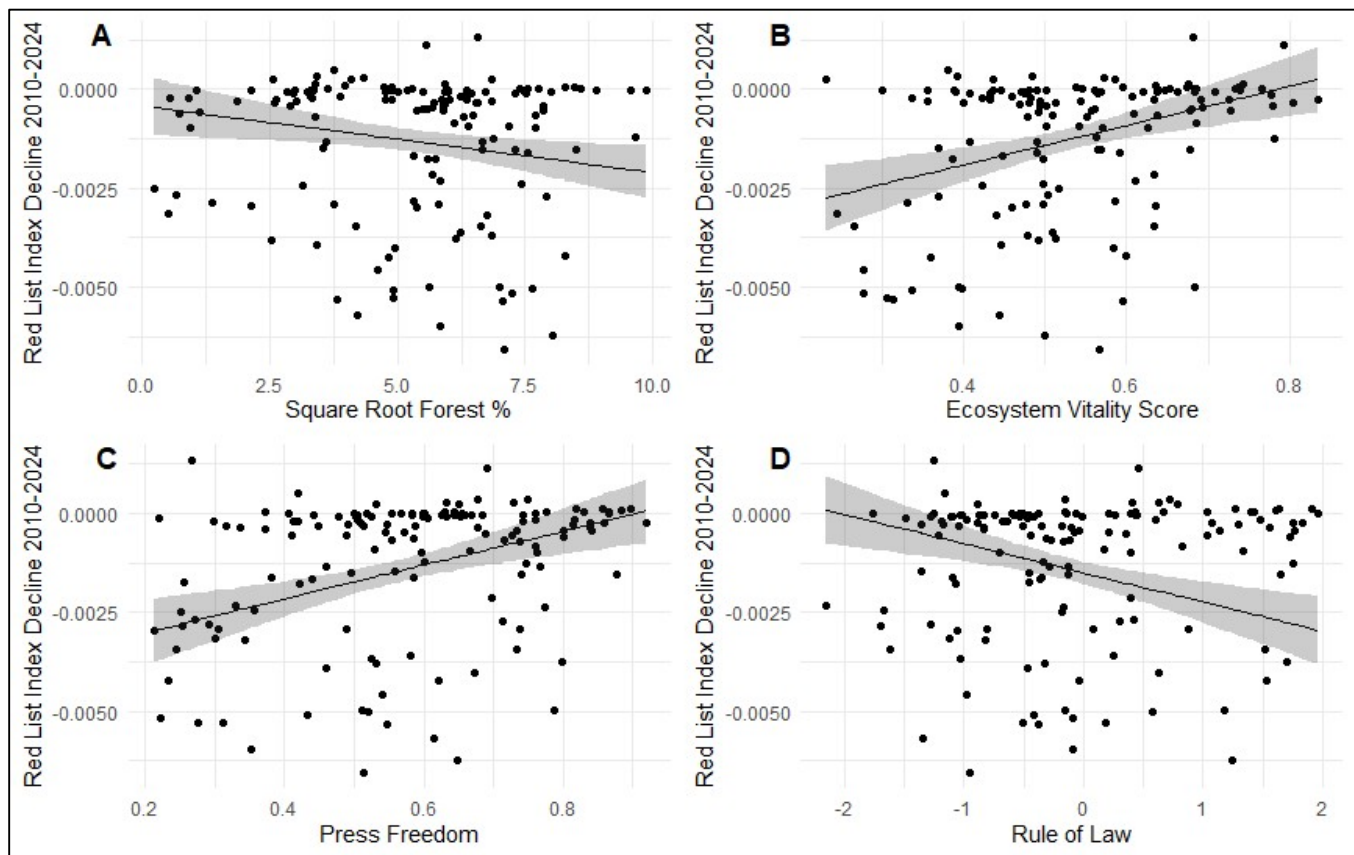 A
B
Red List Index Decline 2010-2024
0.0000
-0.0025
-0.0050
0.0 2.5 5.0 7.5 10.0
Square Root Forest %
Red List Index Decline 2010-2024
0.0000
-0.0025
-0.0050
0.4 0.6 0.8
Ecosystem Vitality Score
C
D
Red List Index Decline 2010-2024
0.0000
-0.0025
-0.0050
0.2 0.4 0.6 0.8
Press Freedom
Red List Index Decline 2010-2024
0.0000
-0.0025
-0.0050
-2 -1 0 1 2
Rule of Law